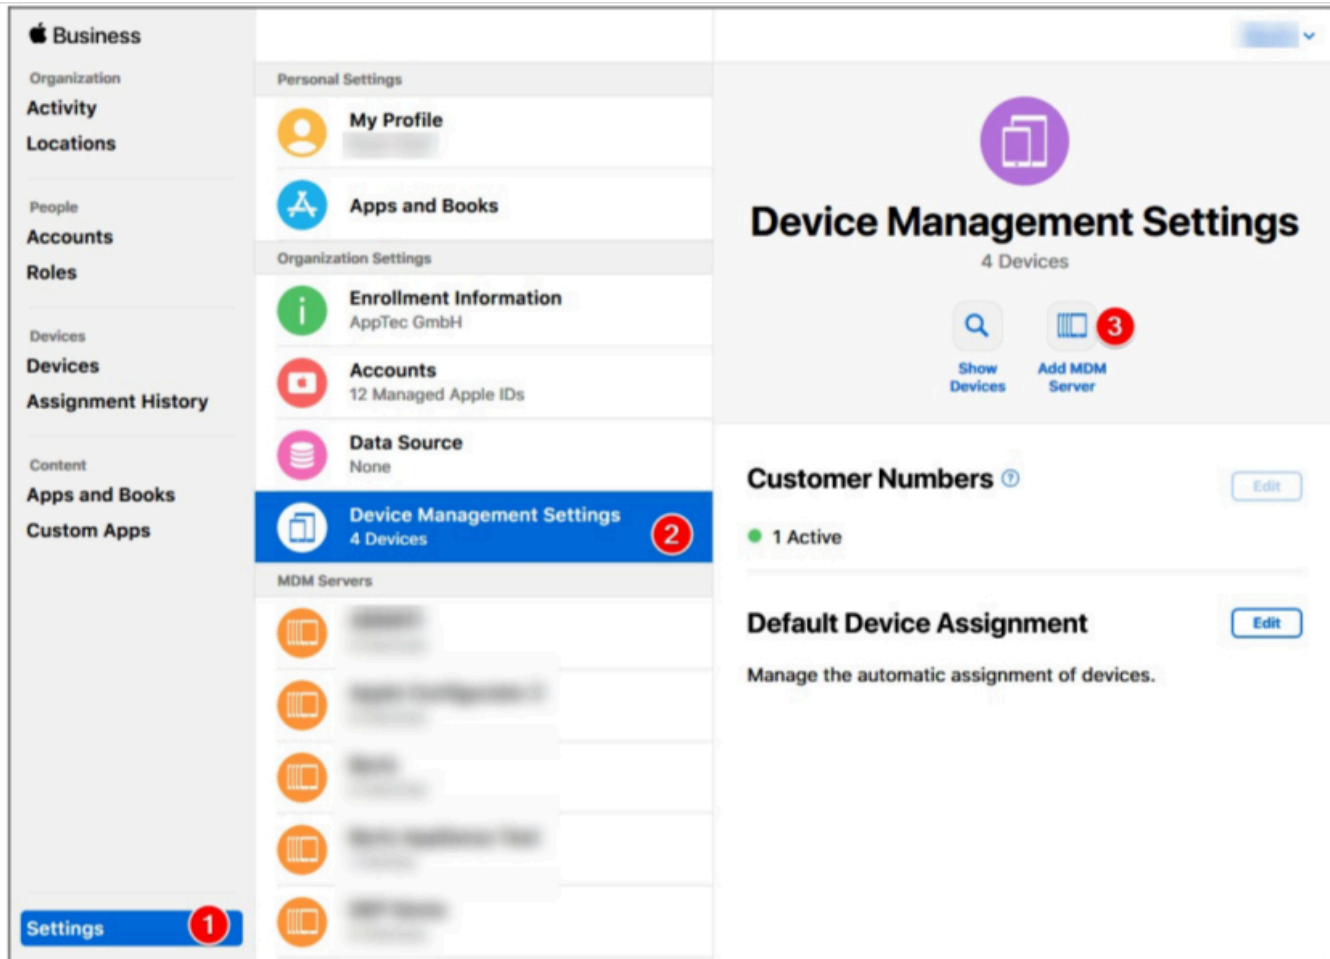 Business
Organization
Activity
Locations
People
Accounts
Roles
Devices
Devices
Assignment History
Content
Apps and Books
Custom Apps
Settings
1
Personal Settings
My Profile
Apps and Books
Organization Settings
Enrollment Information
AppTec GmbH
Accounts
12 Managed Apple IDs
Data Source
None
Device Management Settings
4 Devices
2
MDM Servers
Device Management Settings
4 Devices
3
Show
Devices
Add MDM
Server
Customer Numbers ?
Edit
1 Active
Default Device Assignment
Edit
Manage the automatic assignment of devices.